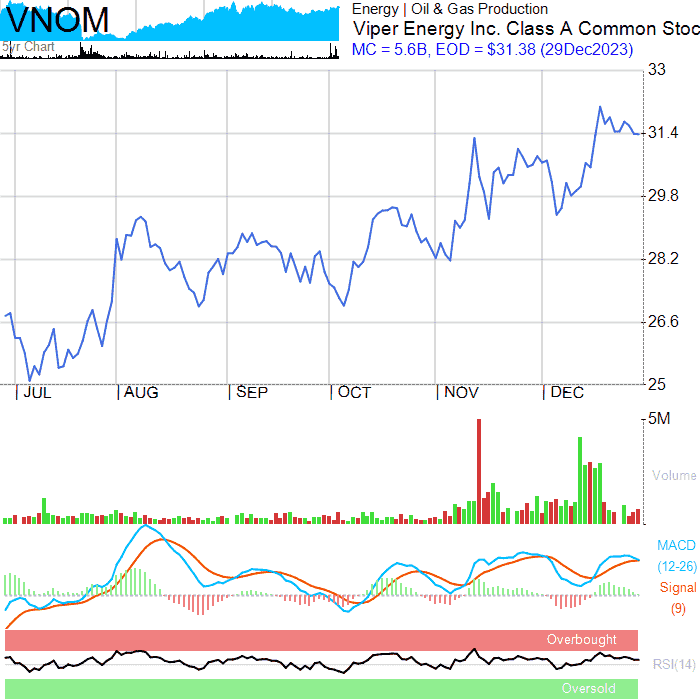 VNOM
5yr Chart
Energy | Oil & Gas Production
Viper Energy Inc. Class A Common Stoc
MC = 5.6B, EOD = $31.38 (29Dec2023)
33
31.4
29.8
28.2
26.6
25
|JUL |AUG |SEP |OCT |NOV |DEC
5M
Volume
MACD
(12-26)
Signal
(9)
Overbought
RSI(14)
Oversold